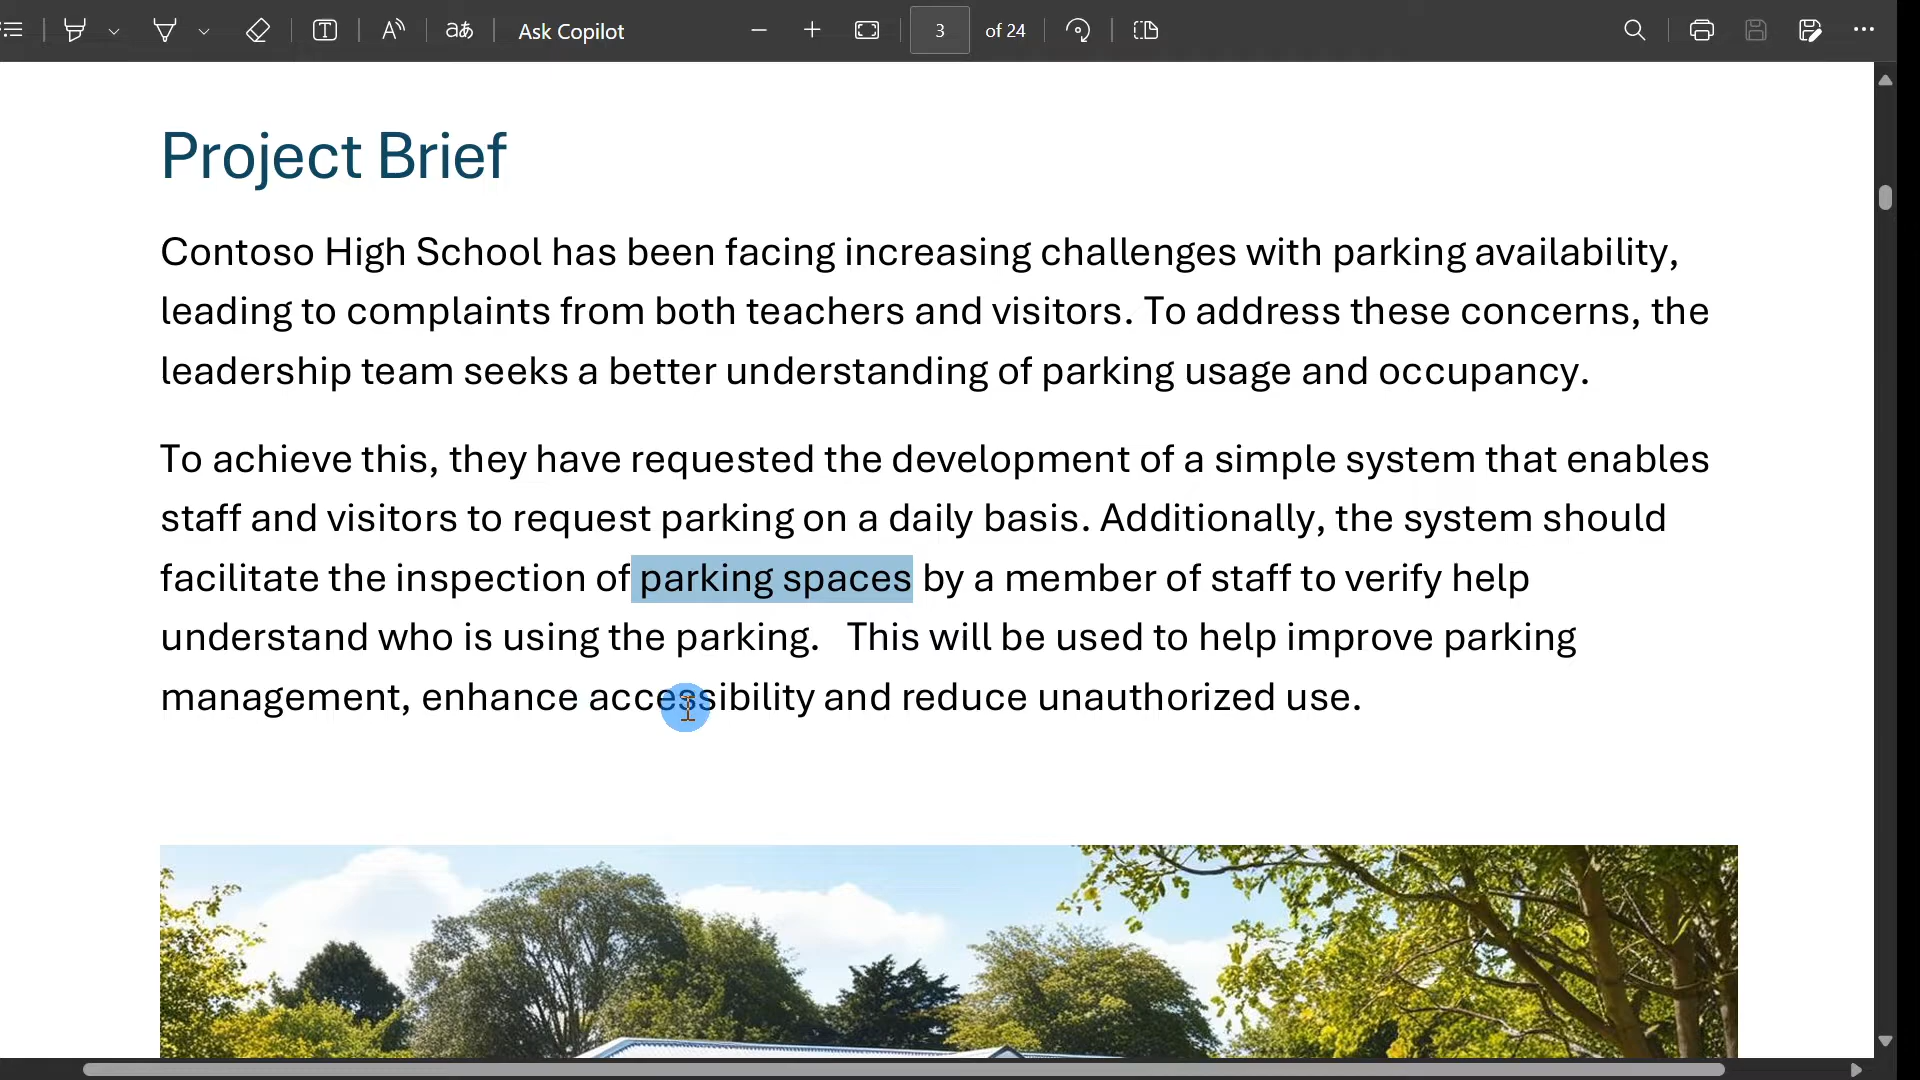 aあ Ask Copilot 3 of 24
Project Brief
Contoso High School has been facing increasing challenges with parking availability,
leading to complaints from both teachers and visitors. To address these concerns, the
leadership team seeks a better understanding of parking usage and occupancy.
To achieve this, they have requested the development of a simple system that enables
staff and visitors to request parking on a daily basis. Additionally, the system should
facilitate the inspection of parking spaces by a member of staff to verify help
understand who is using the parking.   This will be used to help improve parking
management, enhance accessibility and reduce unauthorized use.